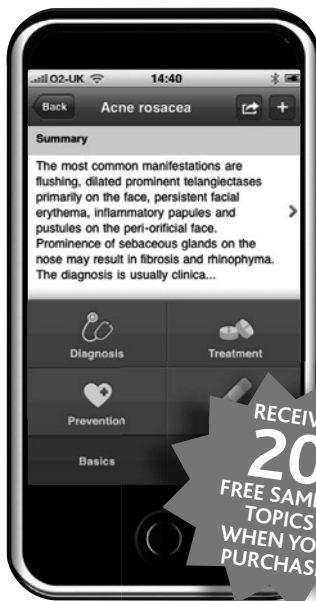 O2-UK 14:40
Back Acne rosacea +
Summary
The most common manifestations are
flushing, dilated prominent telangiectases
primarily on the face, persistent facial
erythema, inflammatory papules and
pustules on the peri-orificial face.
Prominence of sebaceous glands on the
nose may result in fibrosis and rhinophyma.
The diagnosis is usually clinica...
Diagnosis Treatment
Prevention
Basics
RECEIV
20
FREE SAM
TOPICS
WHEN YO
PURCHAS